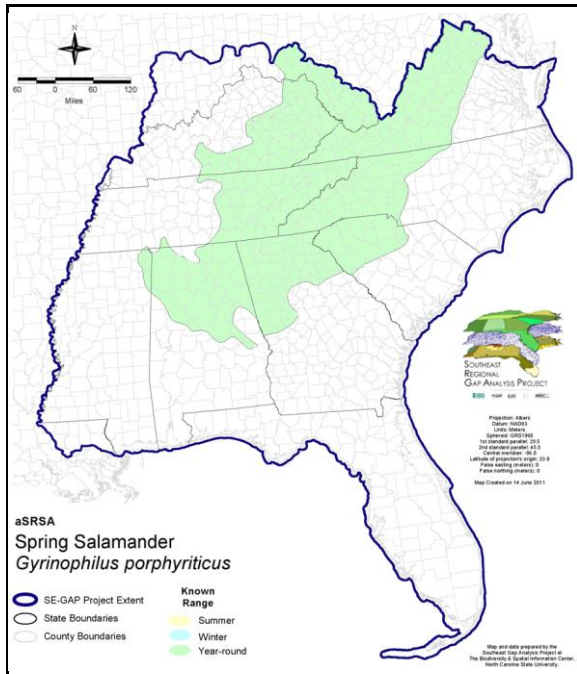 N
60 0 60 120
Miles
SOUTHEAST
REGIONAL
GAP ANALYSIS PROJECT
Projection: Albers
Datum: NAD83
Units: Meters
Spheroid: GRS1980
1st standard parallel: 29.5
2nd standard parallel: 45.5
Central meridian: -96.0
Latitude of projection's origin: 23.0
False easting (meters): 0
False northing (meters): 0
Map Created on 14 June 2011
aSRSA
Spring Salamander
Gyrinophilus porphyriticus
SE-GAP Project Extent
State Boundaries
County Boundaries
Known
Range
Summer
Winter
Year-round
Map and data prepared by the
Southeast Gap Analysis Project at
The Biodiversity & Spatial Information Center,
North Carolina State University.